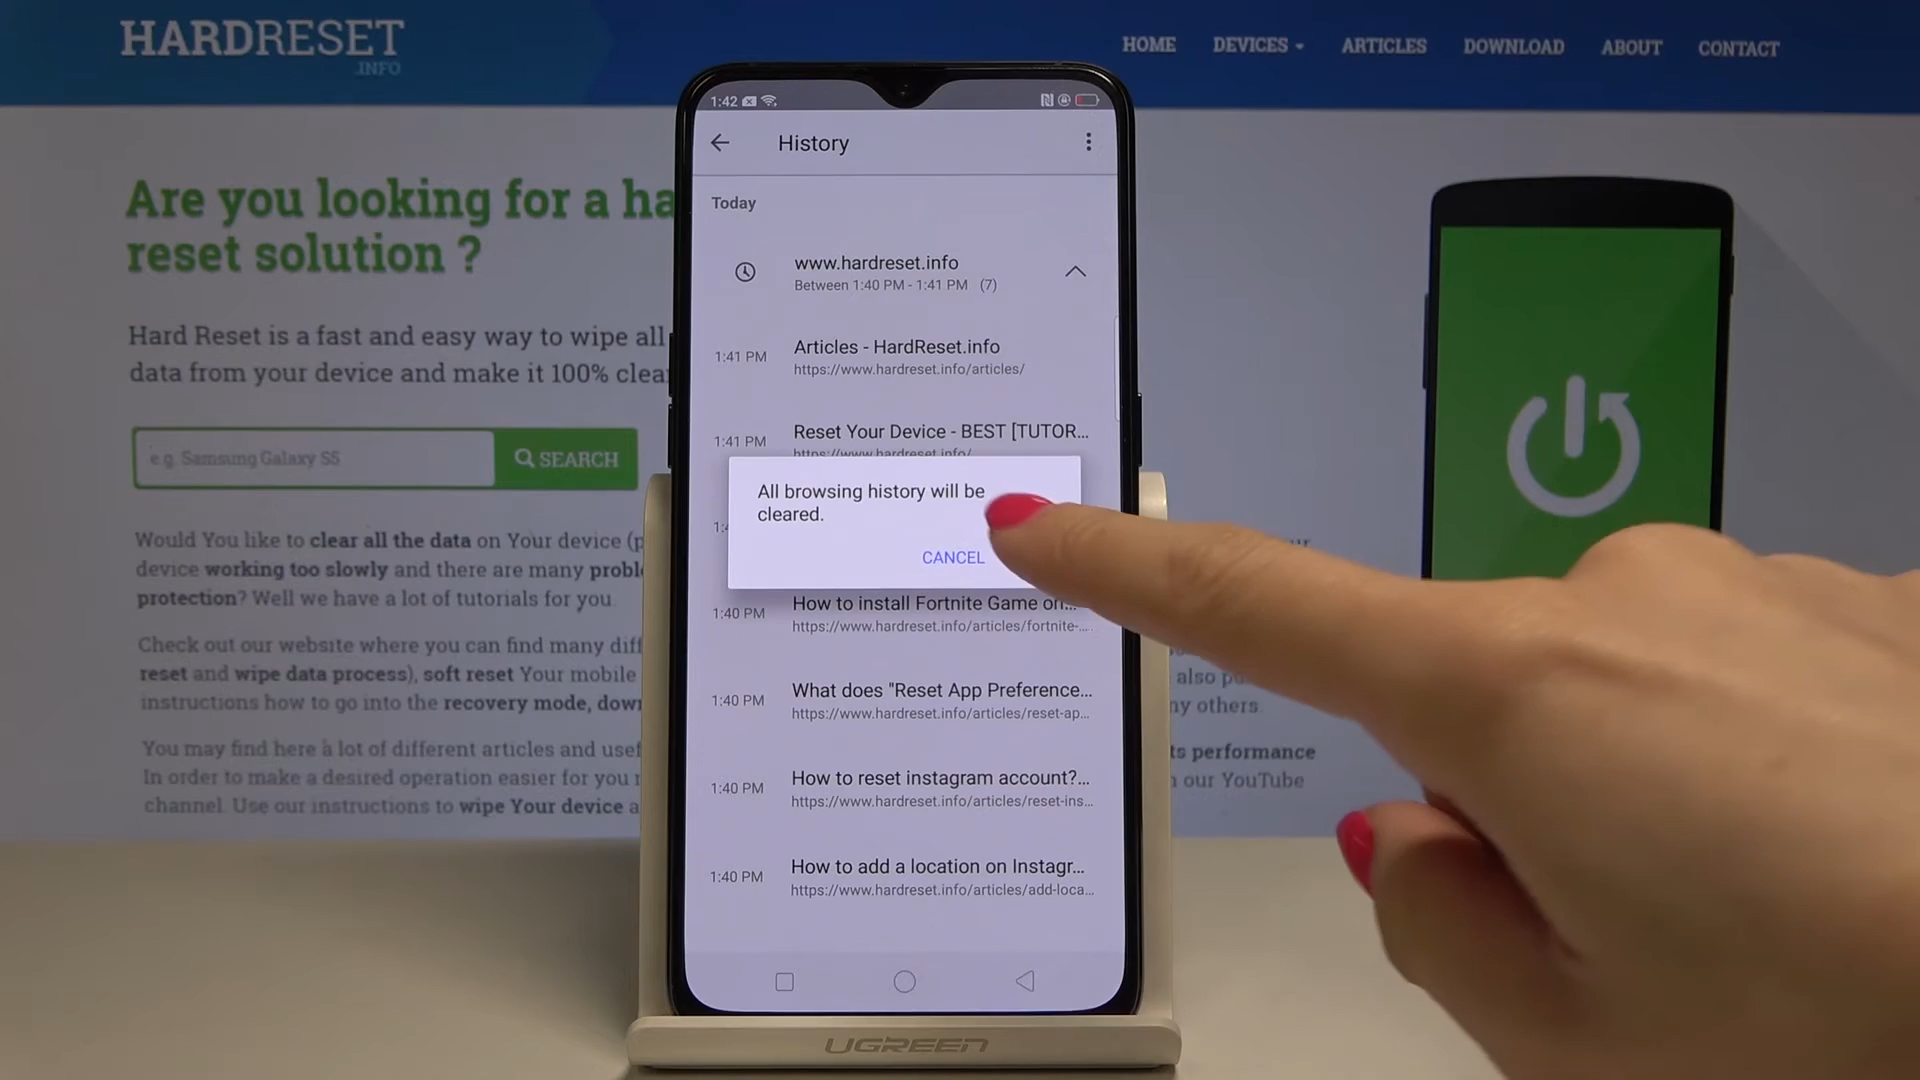 HARDRESET
.INFO
HOME DEVICES ARTICLES DOWNLOAD ABOUT CONTACT
Are you looking for a ha
reset solution ?
Hard Reset is a fast and easy way to wipe all
data from your device and make it 100% clea
e.g. Samsung Galaxy S5
SEARCH
Would You like to clear all the data on Your device (p
device working too slowly and there are many probl
protection? Well we have a lot of tutorials for you.
Check out our website where you can find many dif
reset and wipe data process), soft reset Your mobile
instructions how to go into the recovery mode, dow
You may find here a lot of different articles and usef
In order to make a desired operation easier for you
channel. Use our instructions to wipe Your device a
1:42
History
Today
www.hardreset.info
Between 1:40 PM - 1:41 PM (7)
1:41 PM
Articles - HardReset.info
https://www.hardreset.info/articles/
1:41 PM
Reset Your Device - BEST [TUTOR...
https://www.hardreset.info/
All browsing history will be
cleared.
CANCEL
1:40 PM
How to install Fortnite Game on...
https://www.hardreset.info/articles/fortnite-...
1:40 PM
What does "Reset App Preference...
https://www.hardreset.info/articles/reset-ap...
1:40 PM
How to reset instagram account?...
https://www.hardreset.info/articles/reset-ins...
1:40 PM
How to add a location on Instagr...
https://www.hardreset.info/articles/add-loca...
also pu
ny others.
ts performance
our YouTube
UGREEN